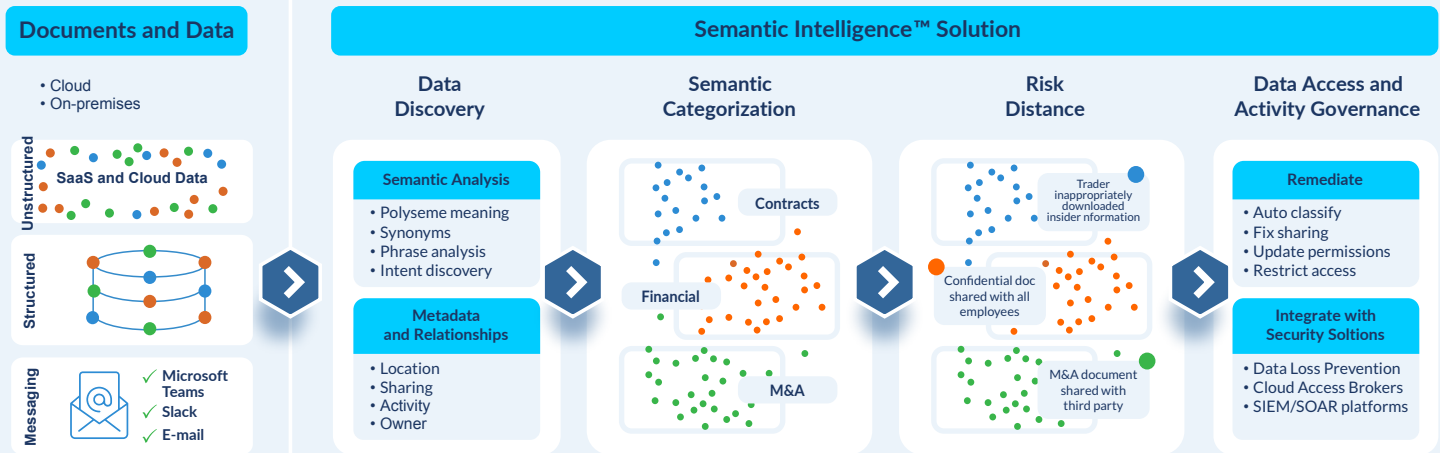 Documents and Data
• Cloud
• On-premises
Unstructured
SaaS and Cloud Data
Structured
Messaging
@
Microsoft
Teams
Slack
E-mail
Semantic Intelligence™ Solution
Data
Discovery
Semantic Analysis
• Polyseme meaning
• Synonyms
• Phrase analysis
• Intent discovery
Metadata
and Relationships
• Location
• Sharing
• Activity
• Owner
Semantic
Categorization
Contracts
Financial
M&A
Risk
Distance
Trader
inappropriately
downloaded
insider nformation
Confidential doc
shared with all
employees
M&A document
shared with
third party
Data Access and
Activity Governance
Remediate
• Auto classify
• Fix sharing
• Update permissions
• Restrict access
Integrate with
Security Soltions
• Data Loss Prevention
• Cloud Access Brokers
• SIEM/SOAR platforms